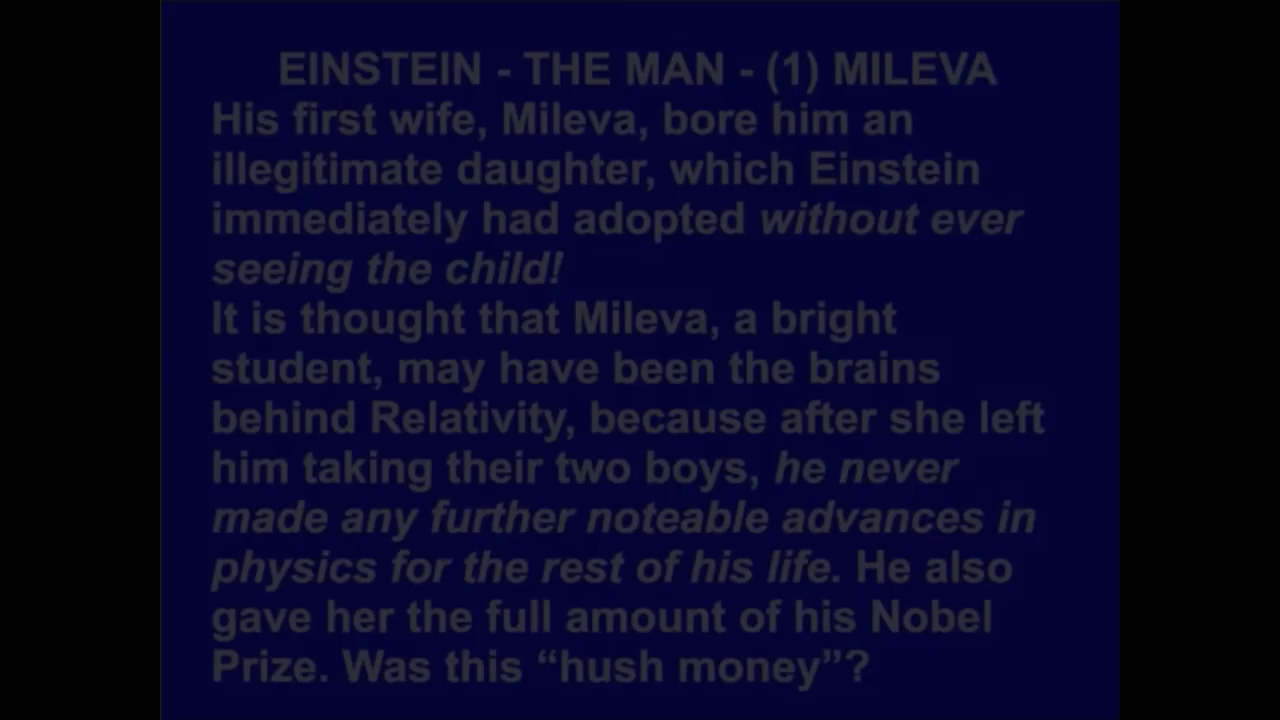 EINSTEIN - THE MAN - (1) MILEVA
His first wife, Mileva, bore him an
illegitimate daughter, which Einstein
immediately had adopted without ever
seeing the child!
It is thought that Mileva, a bright
student, may have been the brains
behind Relativity, because after she left
him taking their two boys, he never
made any further noteable advances in
physics for the rest of his life. He also
gave her the full amount of his Nobel
Prize. Was this “hush money”?